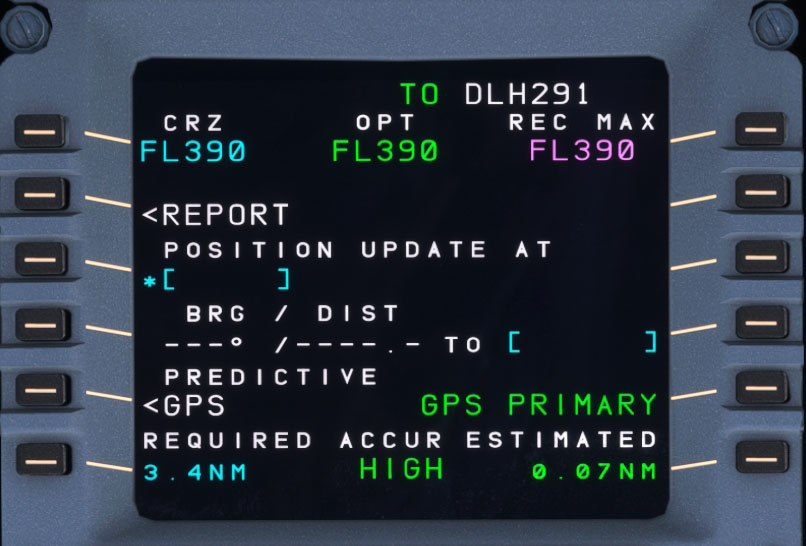 TO DLH291
CRZ OPT REC MAX
FL390 FL390 FL390
<REPORT
POSITION UPDATE AT
*[ ]
BRG / DIST
---° /----.- TO [ ]
PREDICTIVE
<GPS GPS PRIMARY
REQUIRED ACCUR ESTIMATED
3.4NM HIGH 0.07NM